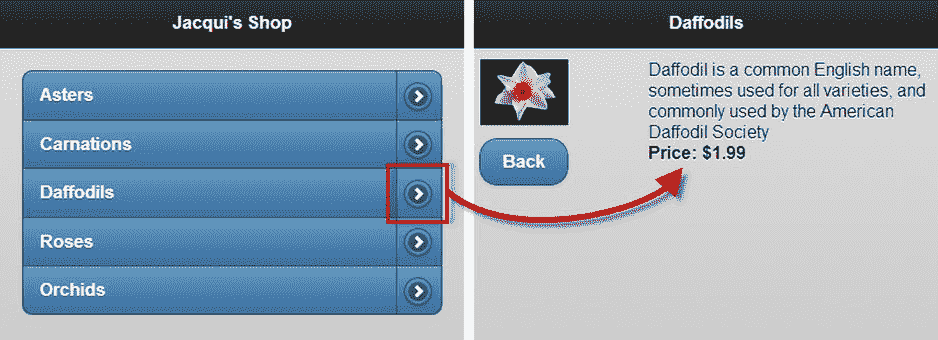 Jacqui's Shop
Asters
Carnations
Daffodils
Roses
Orchids
Daffodils
Daffodil is a common English name,
sometimes used for all varieties, and
commonly used by the American
Daffodil Society
Price: $1.99
Back